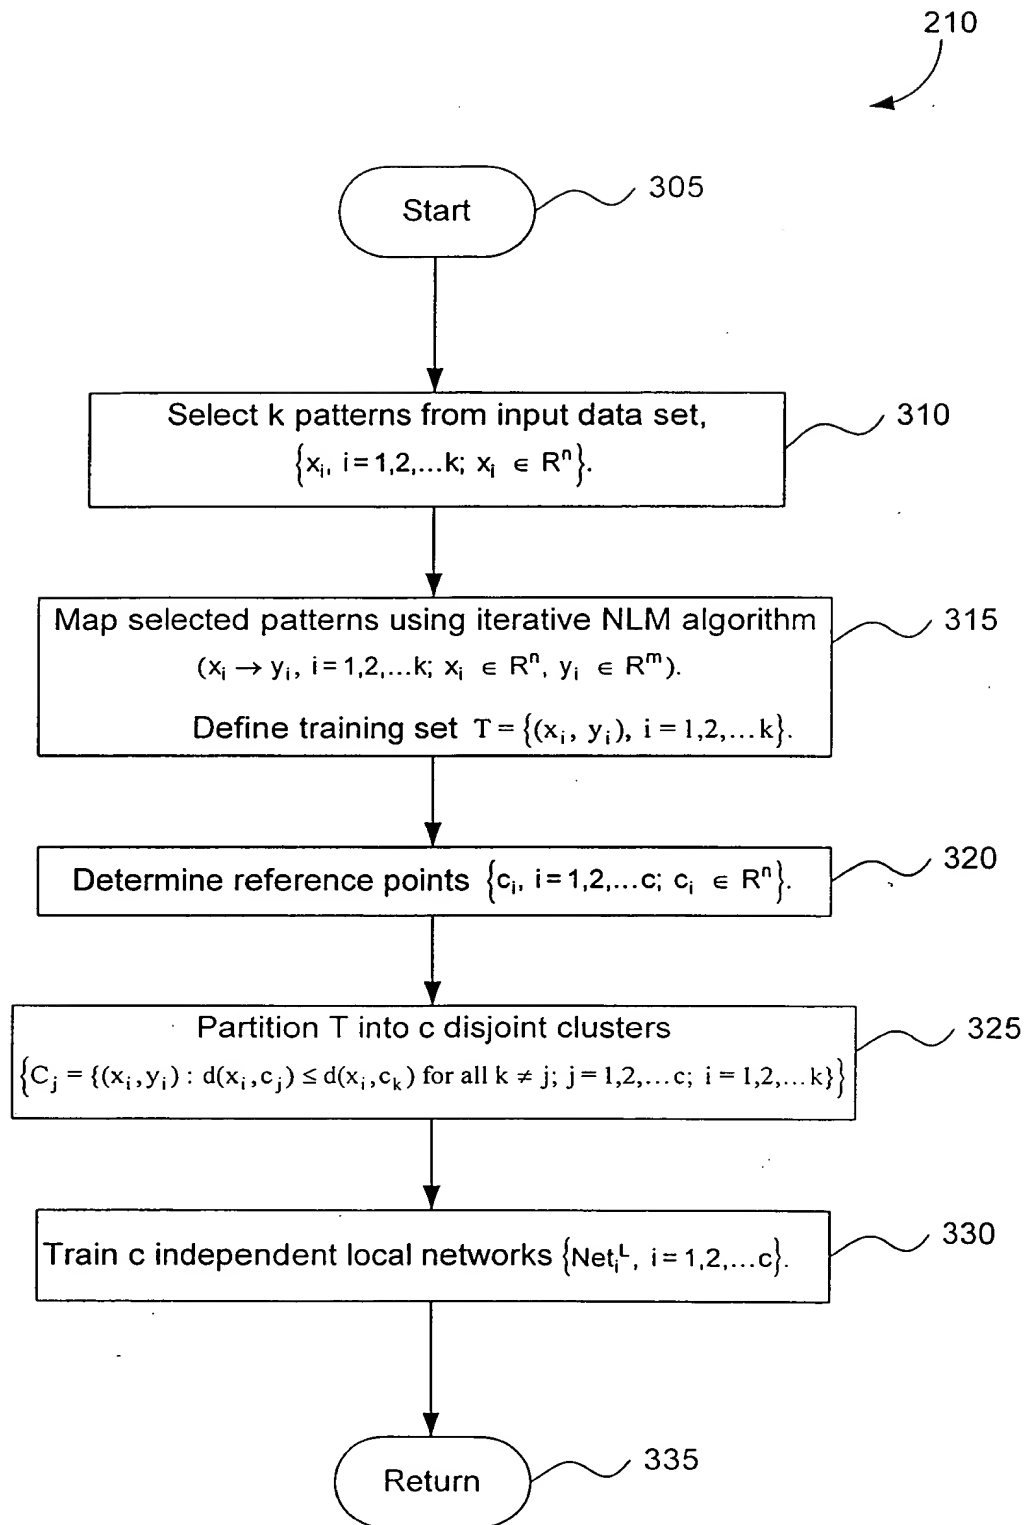 210
Start
305
Select k patterns from input data set,
{xᵢ, i = 1,2,...k; xᵢ ∈ Rⁿ}.
310
Map selected patterns using iterative NLM algorithm
(xᵢ → yᵢ, i = 1,2,...k; xᵢ ∈ Rⁿ, yᵢ ∈ Rᵐ).
Define training set T = {(xᵢ, yᵢ), i = 1,2,...k}.
315
Determine reference points {cᵢ, i = 1,2,...c; cᵢ ∈ Rⁿ}.
320
Partition T into c disjoint clusters
{Cⱼ = {(xᵢ,yᵢ) : d(xᵢ,cⱼ) ≤ d(xᵢ,cₖ) for all k ≠ j; j = 1,2,...c; i = 1,2,...k}}
325
Train c independent local networks {Netᵢᴸ, i = 1,2,...c}.
330
Return
335